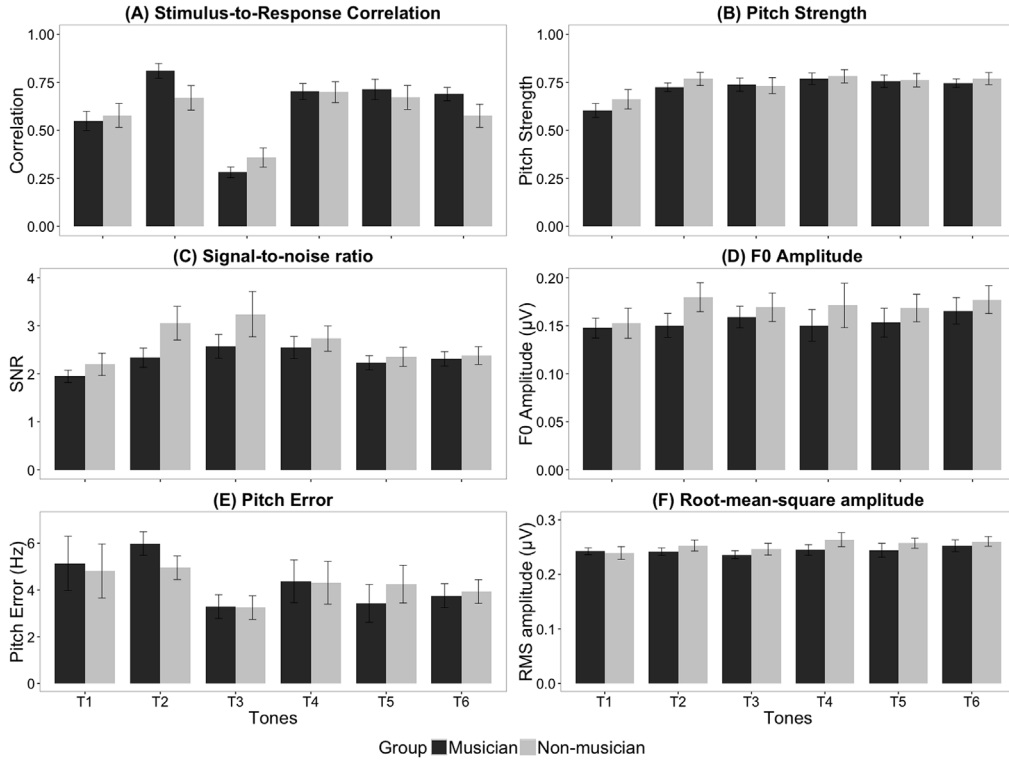 (A) Stimulus-to-Response Correlation
Correlation
1.00
0.75
0.50
0.25
0.00
(B) Pitch Strength
Pitch Strength
1.00
0.75
0.50
0.25
0.00
(C) Signal-to-noise ratio
SNR
4
3
2
1
0
(D) F0 Amplitude
F0 Amplitude (µV)
0.20
0.15
0.10
0.05
0.00
(E) Pitch Error
Pitch Error (Hz)
6
4
2
0
T1 T2 T3 T4 T5 T6
Tones
(F) Root-mean-square amplitude
RMS amplitude (µV)
0.3
0.2
0.1
0.0
T1 T2 T3 T4 T5 T6
Tones
Group Musician Non-musician